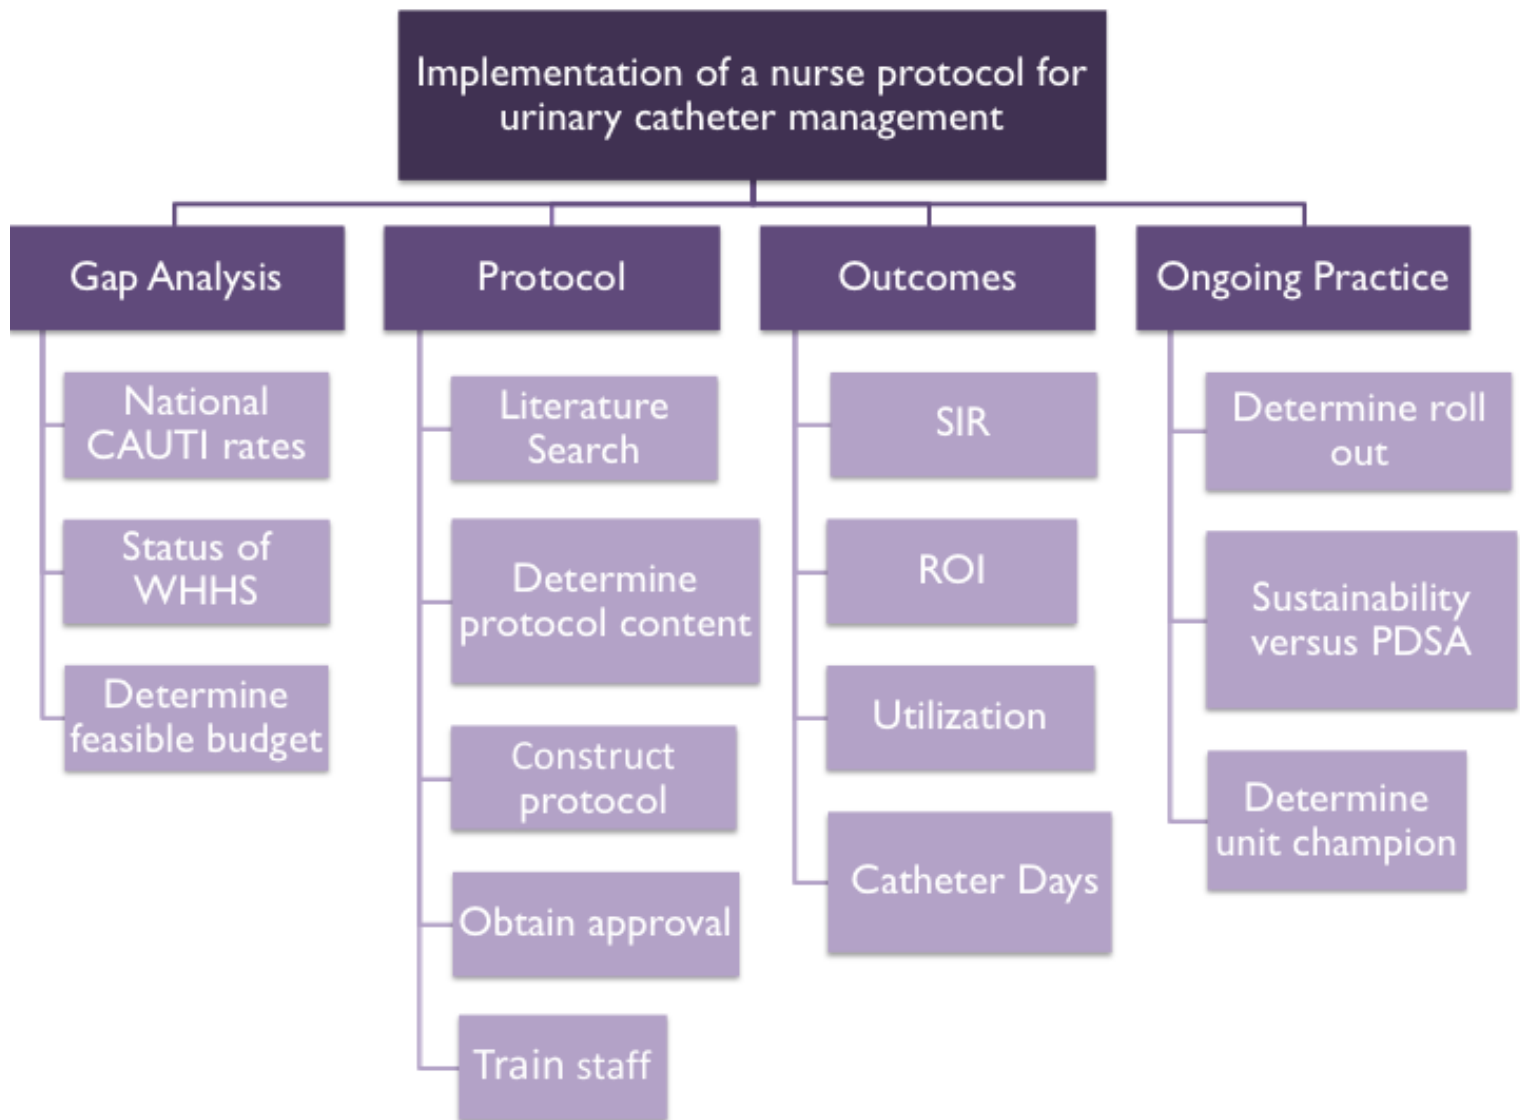 Implementation of a nurse protocol for
urinary catheter management
Gap Analysis
National
CAUTI rates
Status of
WHHS
Determine
feasible budget
Protocol
Literature
Search
Determine
protocol content
Construct
protocol
Obtain approval
Train staff
Outcomes
SIR
ROI
Utilization
Catheter Days
Ongoing Practice
Determine roll
out
Sustainability
versus PDSA
Determine
unit champion